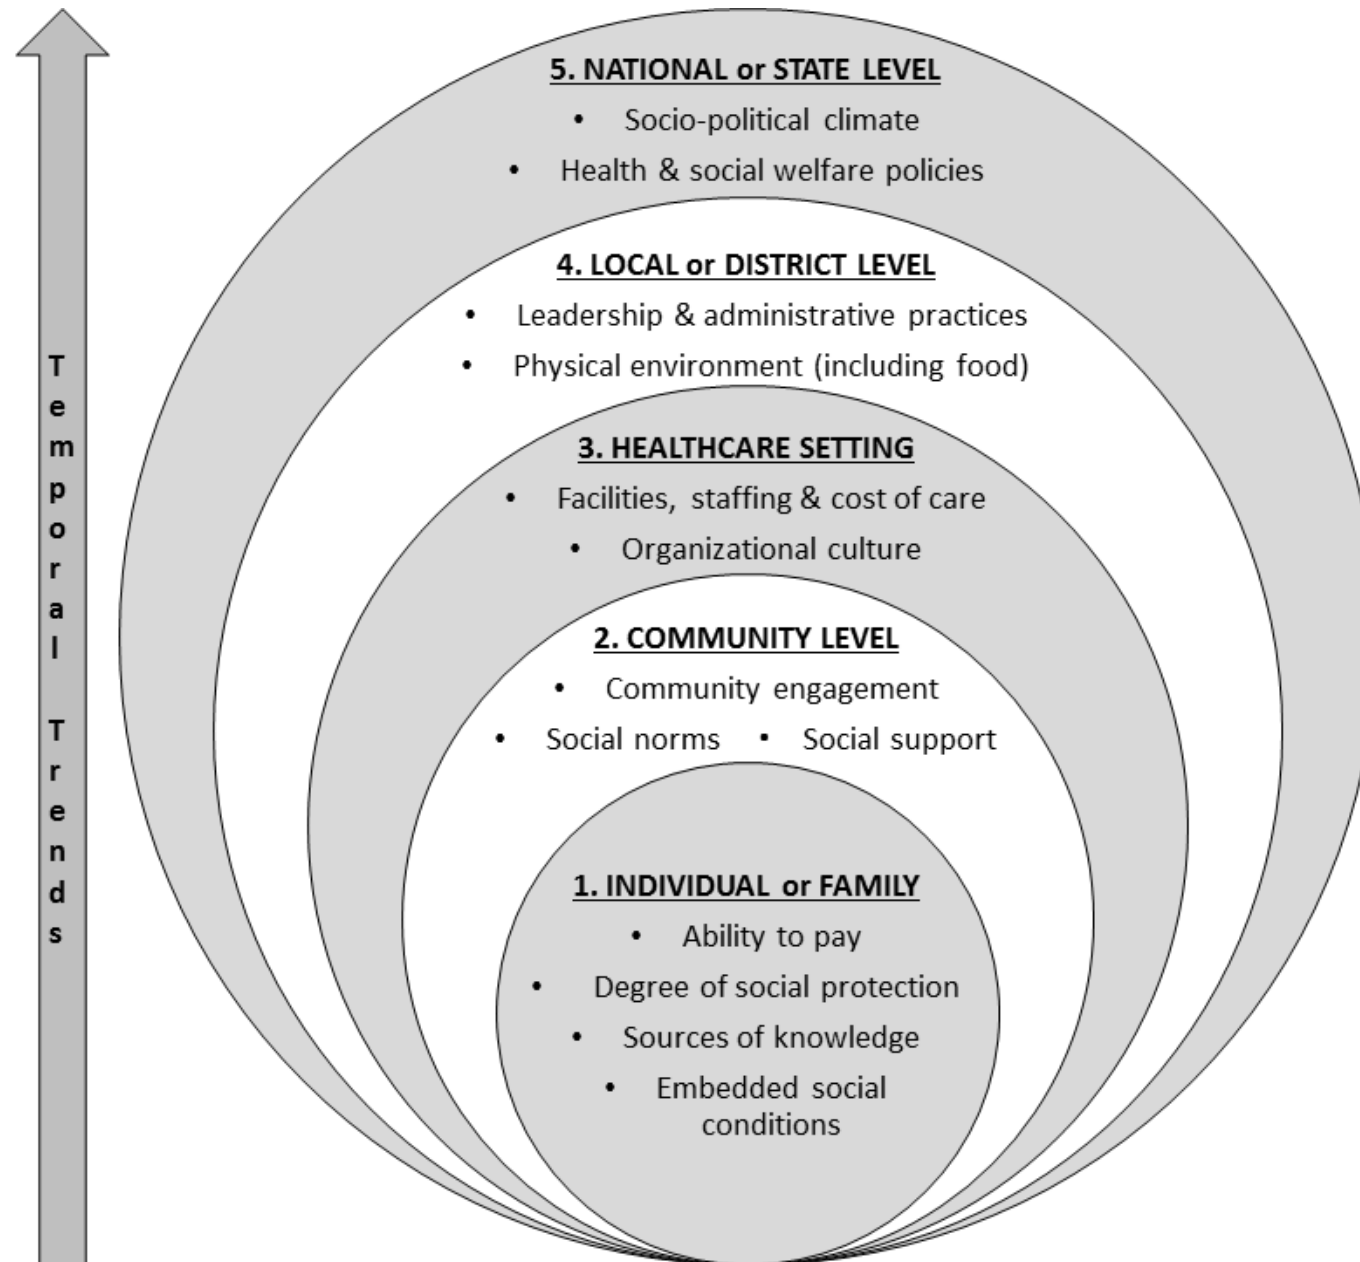 5. NATIONAL or STATE LEVEL
• Socio-political climate
• Health & social welfare policies
4. LOCAL or DISTRICT LEVEL
• Leadership & administrative practices
• Physical environment (including food)
3. HEALTHCARE SETTING
• Facilities, staffing & cost of care
• Organizational culture
2. COMMUNITY LEVEL
• Community engagement
• Social norms • Social support
1. INDIVIDUAL or FAMILY
• Ability to pay
• Degree of social protection
• Sources of knowledge
• Embedded social
conditions
Temporal Trends